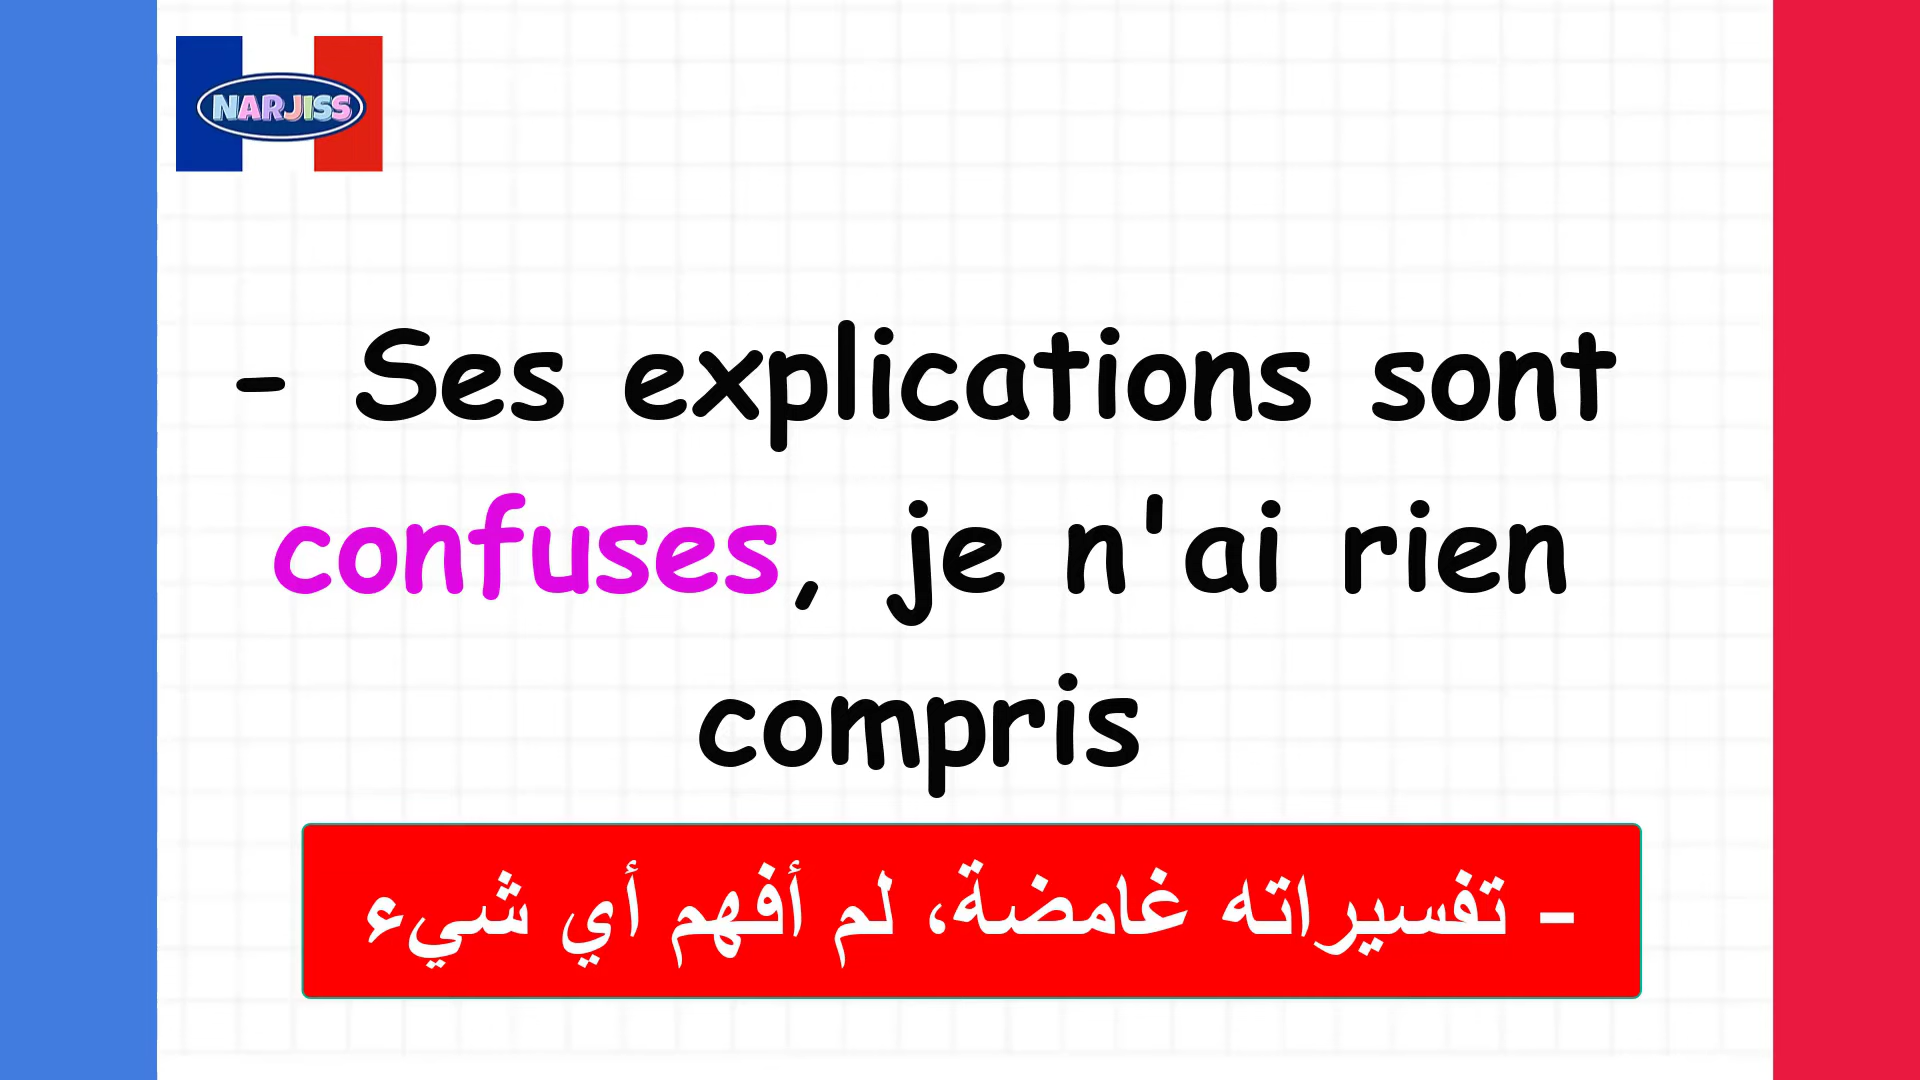 NARJISS
- Ses explications sont
confuses, je n'ai rien
compris
- تفسيراته غامضة، لم أفهم أي شيء